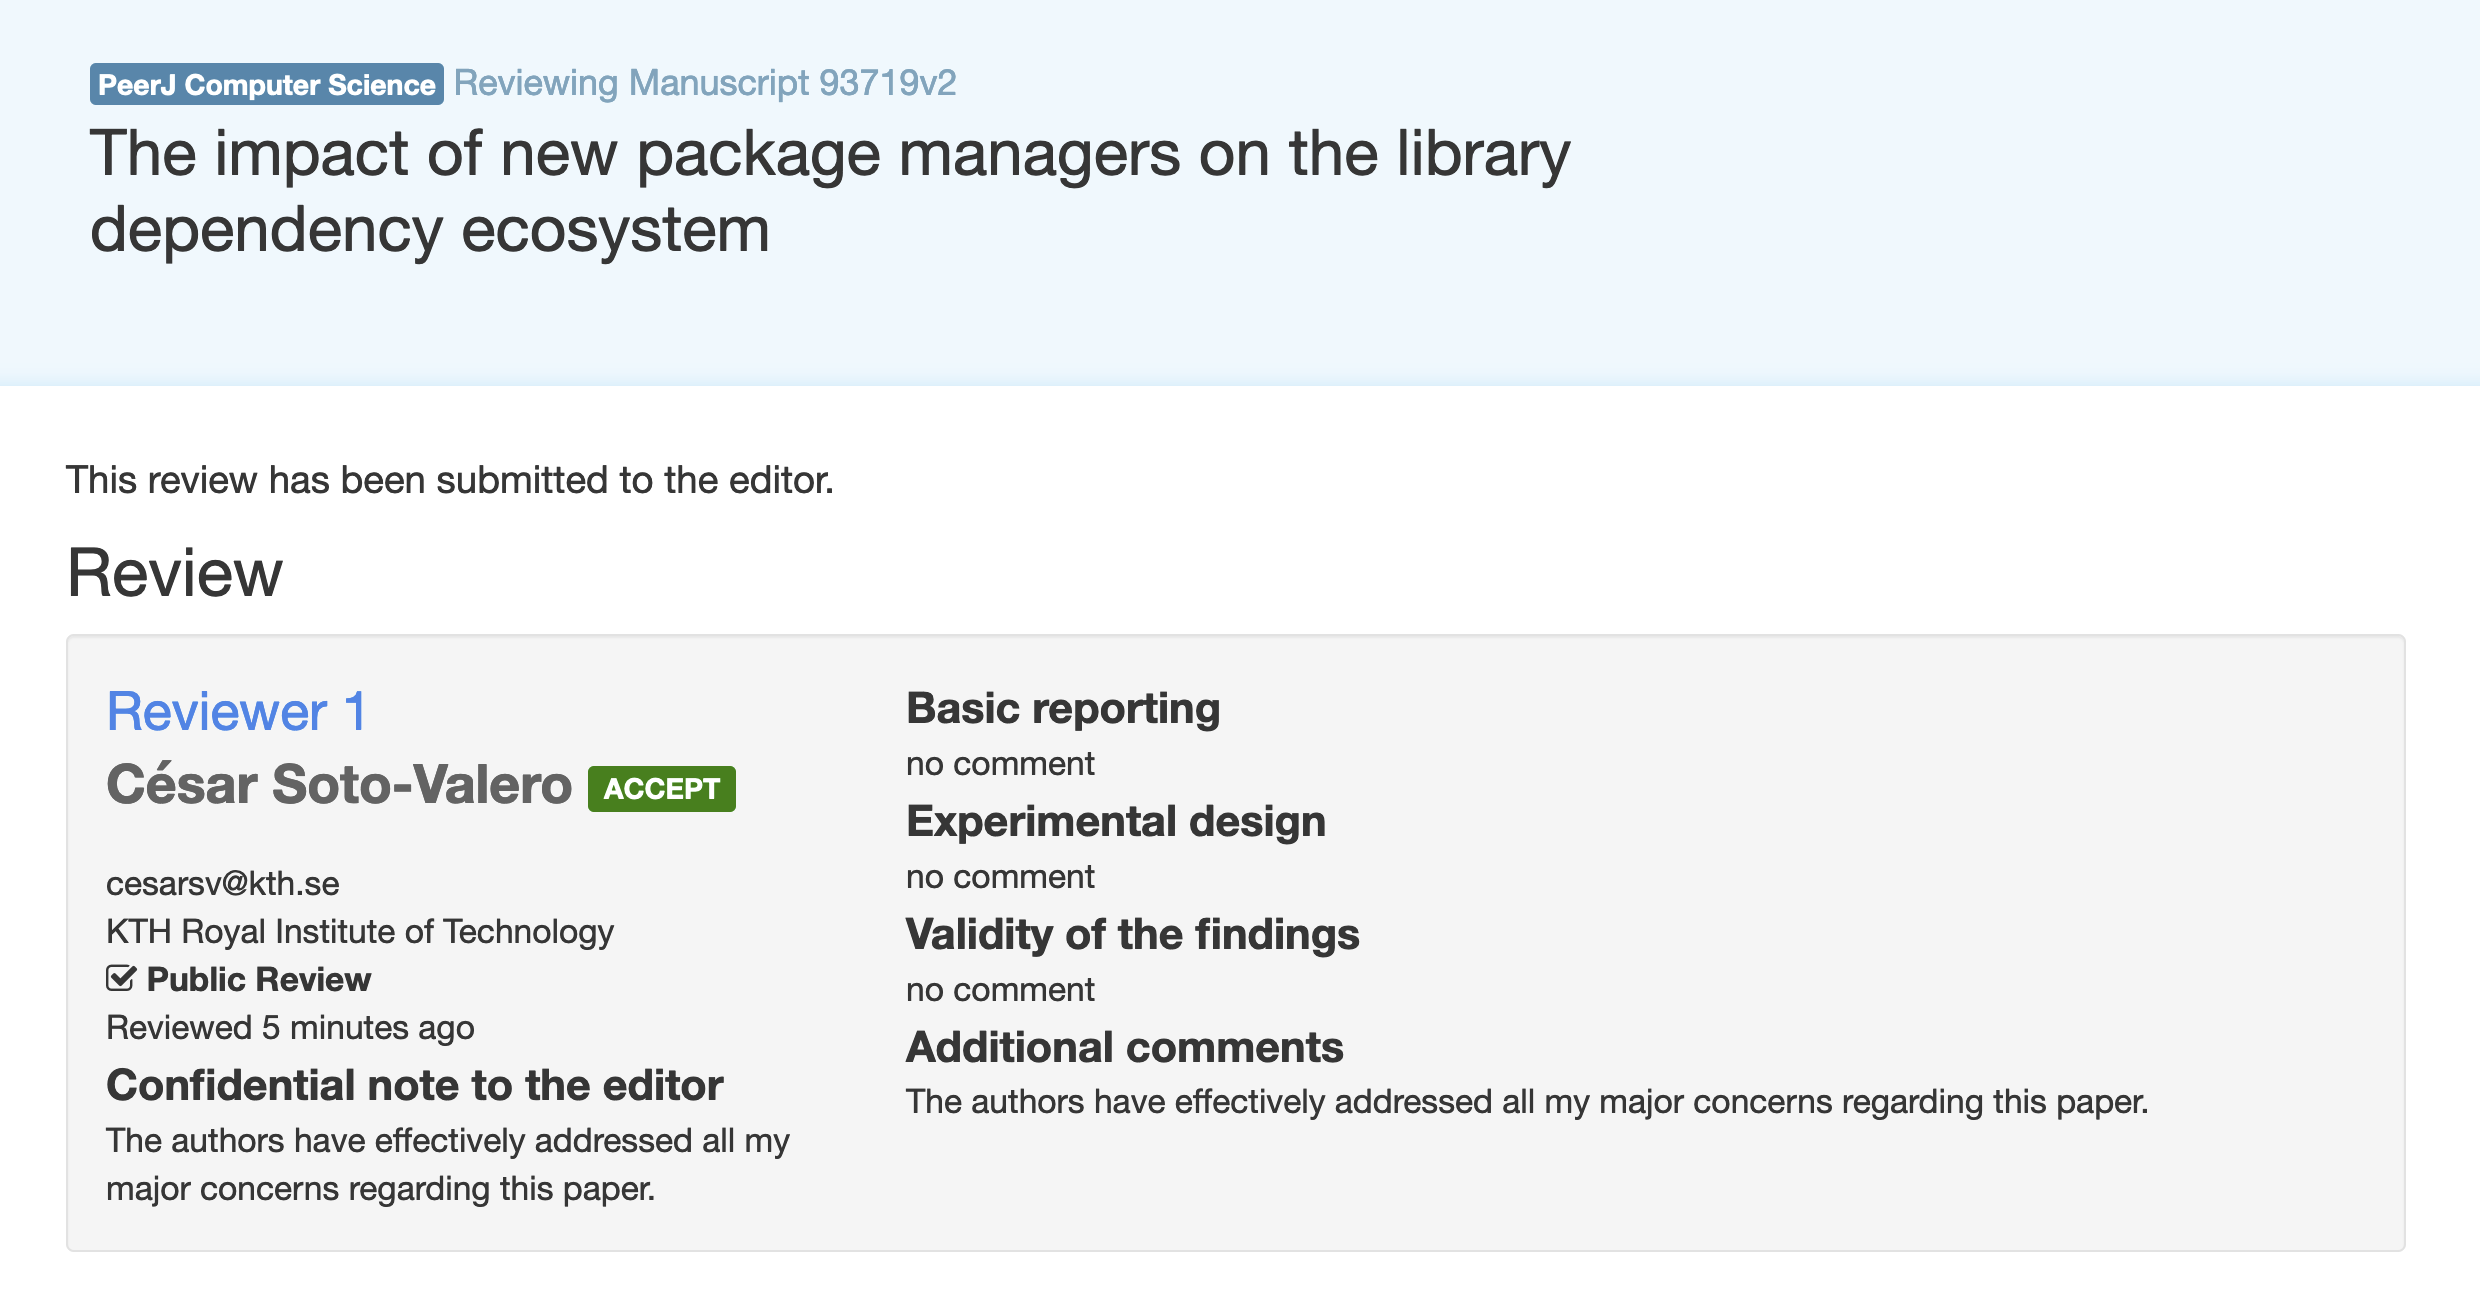 PeerJ Computer Science Reviewing Manuscript 93719v2
The impact of new package managers on the library
dependency ecosystem
This review has been submitted to the editor.
Review
Reviewer 1
César Soto-Valero ACCEPT
cesarsv@kth.se
KTH Royal Institute of Technology
Public Review
Reviewed 5 minutes ago
Confidential note to the editor
The authors have effectively addressed all my
major concerns regarding this paper.
Basic reporting
no comment
Experimental design
no comment
Validity of the findings
no comment
Additional comments
The authors have effectively addressed all my major concerns regarding this paper.